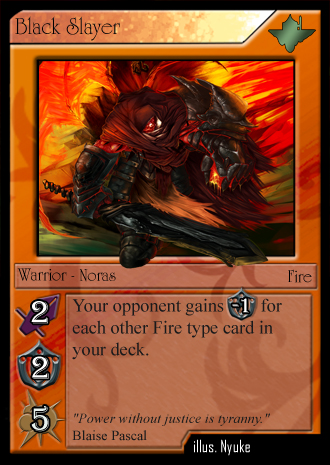 Black Slayer
Warrior - Noras Fire
2 Your opponent gains -1 for
each other Fire type card in
2 your deck.
5 "Power without justice is tyranny."
Blaise Pascal
illus. Nyuke